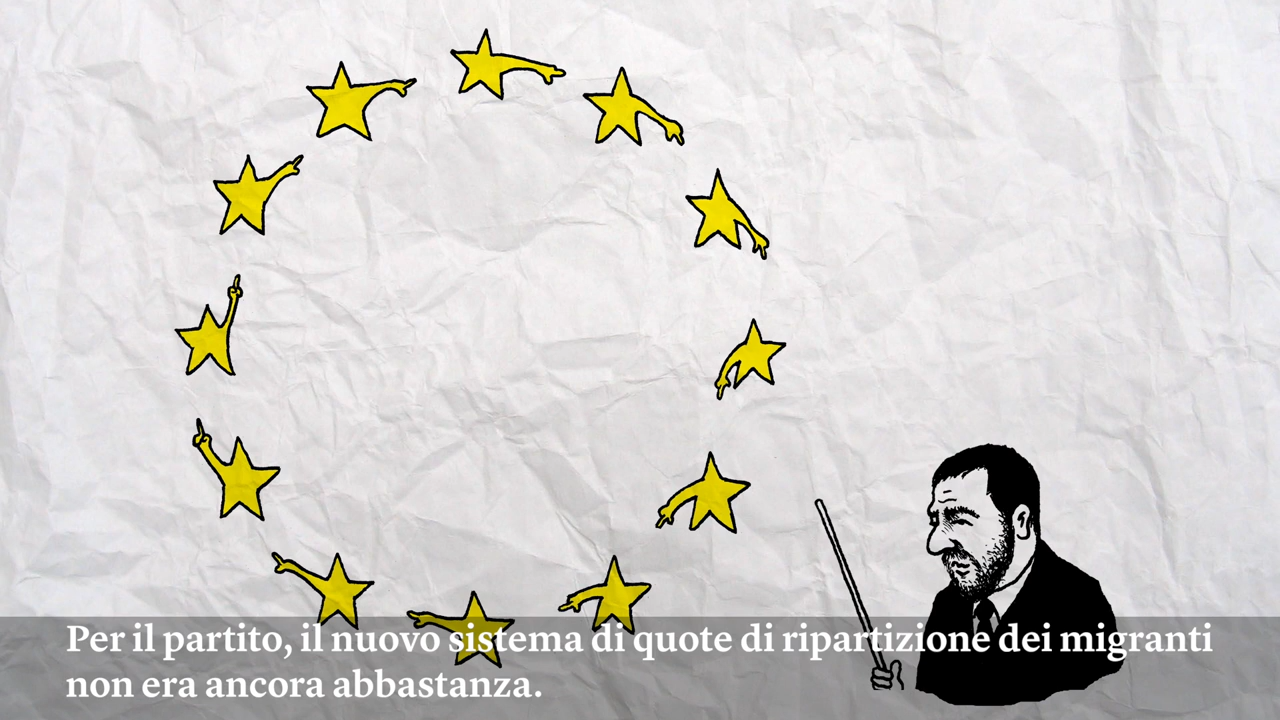 Per il partito, il nuovo sistema di quote di ripartizione dei migranti
non era ancora abbastanza.